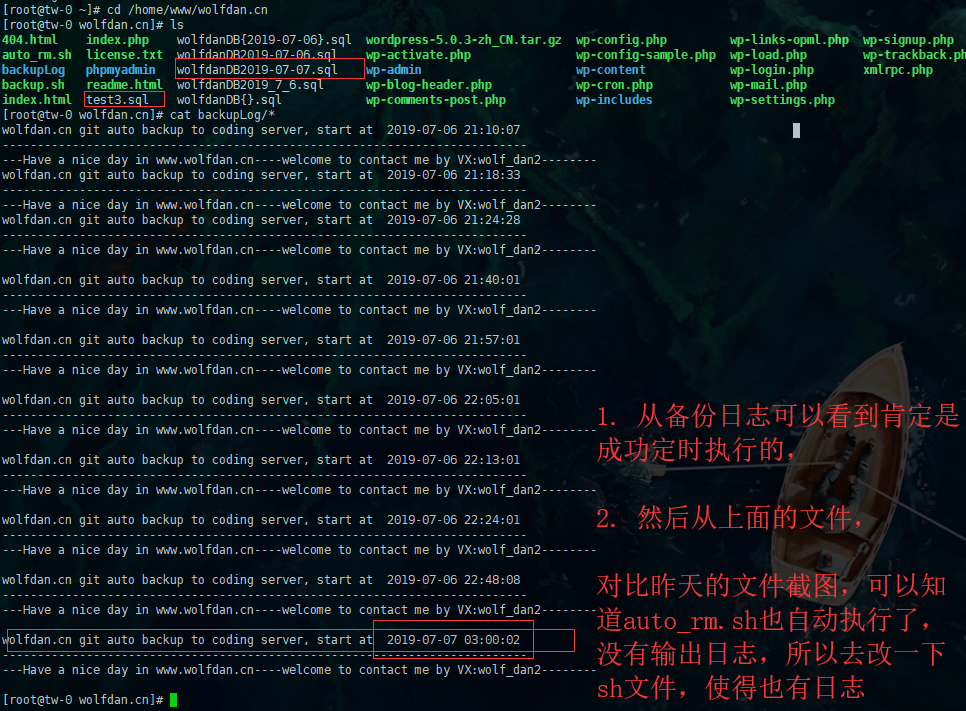 [root@tw-0 ~]# cd /home/www/wolfdan.cn
[root@tw-0 wolfdan.cn]# ls
404.html index.php wolfdanDB{2019-07-06}.sql wordpress-5.0.3-zh_CN.tar.gz wp-config.php wp-links-opml.php wp-signup.php
auto_rm.sh license.txt wolfdanDB2019-07-06.sql wp-activate.php wp-config-sample.php wp-load.php wp-trackback.ph
backupLog phpmyadmin wolfdanDB2019-07-07.sql wp-admin wp-content wp-login.php xmlrpc.php
backup.sh readme.html wolfdanDB2019_7_6.sql wp-blog-header.php wp-cron.php wp-mail.php
index.html test3.sql wolfdanDB{}.sql wp-comments-post.php wp-includes wp-settings.php
[root@tw-0 wolfdan.cn]# cat backupLog/*
wolfdan.cn git auto backup to coding server, start at  2019-07-06 21:10:07
---------------------------------------------------------------------------
---Have a nice day in www.wolfdan.cn----welcome to contact me by VX:wolf_dan2--------
wolfdan.cn git auto backup to coding server, start at  2019-07-06 21:18:33
---------------------------------------------------------------------------
---Have a nice day in www.wolfdan.cn----welcome to contact me by VX:wolf_dan2--------
wolfdan.cn git auto backup to coding server, start at  2019-07-06 21:24:28
---------------------------------------------------------------------------
---Have a nice day in www.wolfdan.cn----welcome to contact me by VX:wolf_dan2--------
wolfdan.cn git auto backup to coding server, start at  2019-07-06 21:40:01
---------------------------------------------------------------------------
---Have a nice day in www.wolfdan.cn----welcome to contact me by VX:wolf_dan2--------
wolfdan.cn git auto backup to coding server, start at  2019-07-06 21:57:01
---------------------------------------------------------------------------
---Have a nice day in www.wolfdan.cn----welcome to contact me by VX:wolf_dan2--------
wolfdan.cn git auto backup to coding server, start at  2019-07-06 22:05:01
---------------------------------------------------------------------------
---Have a nice day in www.wolfdan.cn----welcome to contact me by VX:wolf_dan2--------
wolfdan.cn git auto backup to coding server, start at  2019-07-06 22:13:01
---------------------------------------------------------------------------
---Have a nice day in www.wolfdan.cn----welcome to contact me by VX:wolf_dan2--------
wolfdan.cn git auto backup to coding server, start at  2019-07-06 22:24:01
---------------------------------------------------------------------------
---Have a nice day in www.wolfdan.cn----welcome to contact me by VX:wolf_dan2--------
wolfdan.cn git auto backup to coding server, start at  2019-07-06 22:48:08
---------------------------------------------------------------------------
---Have a nice day in www.wolfdan.cn----welcome to contact me by VX:wolf_dan2--------
wolfdan.cn git auto backup to coding server, start at  2019-07-07 03:00:02
---------------------------------------------------------------------------
---Have a nice day in www.wolfdan.cn----welcome to contact me by VX:wolf_dan2--------
[root@tw-0 wolfdan.cn]#
1. 从备份日志可以看到肯定是
成功定时执行的，
2. 然后从上面的文件，
对比昨天的文件截图，可以知
道auto_rm.sh也自动执行了，
没有输出日志，所以去改一下
sh文件，使得也有日志